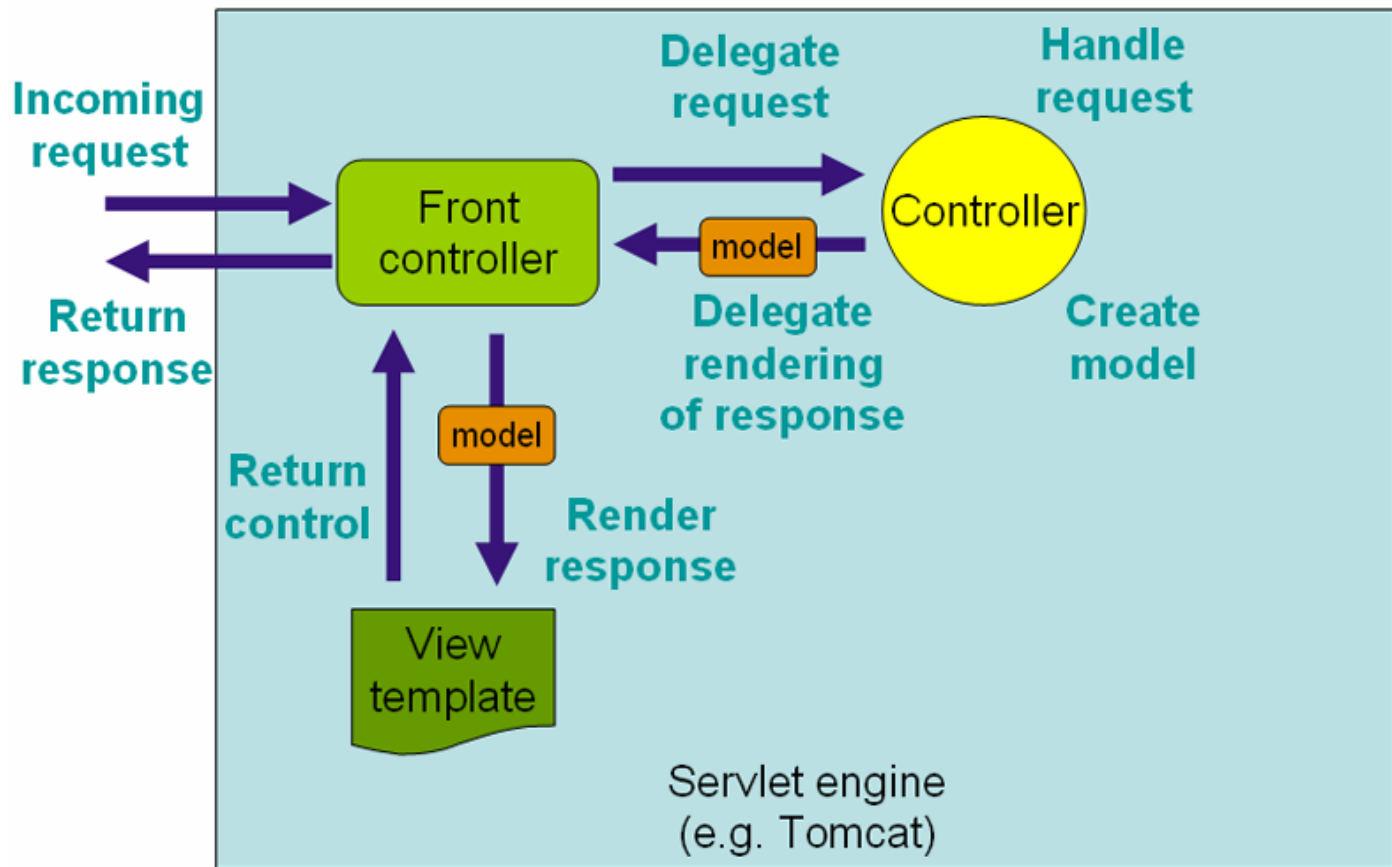 Incoming
request
Return
response
Front
controller
Delegate
request
Handle
request
Controller
model
Delegate
rendering
of response
Create
model
Return
control
model
Render
response
View
template
Servlet engine
(e.g. Tomcat)